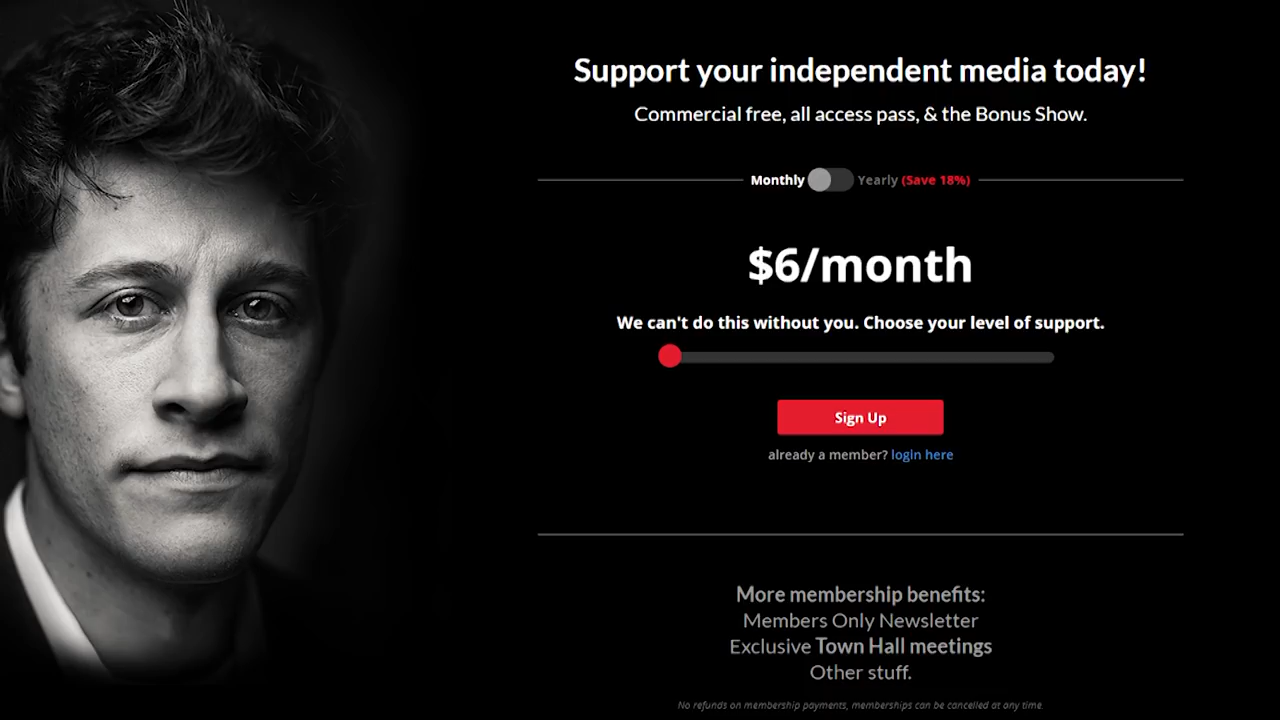 Support your independent media today!
Commercial free, all access pass, & the Bonus Show.
Monthly Yearly (Save 18%)
$6/month
We can't do this without you. Choose your level of support.
Sign Up
already a member? login here
More membership benefits:
Members Only Newsletter
Exclusive Town Hall meetings
Other stuff.
No refunds on membership payments, memberships can be cancelled at any time.